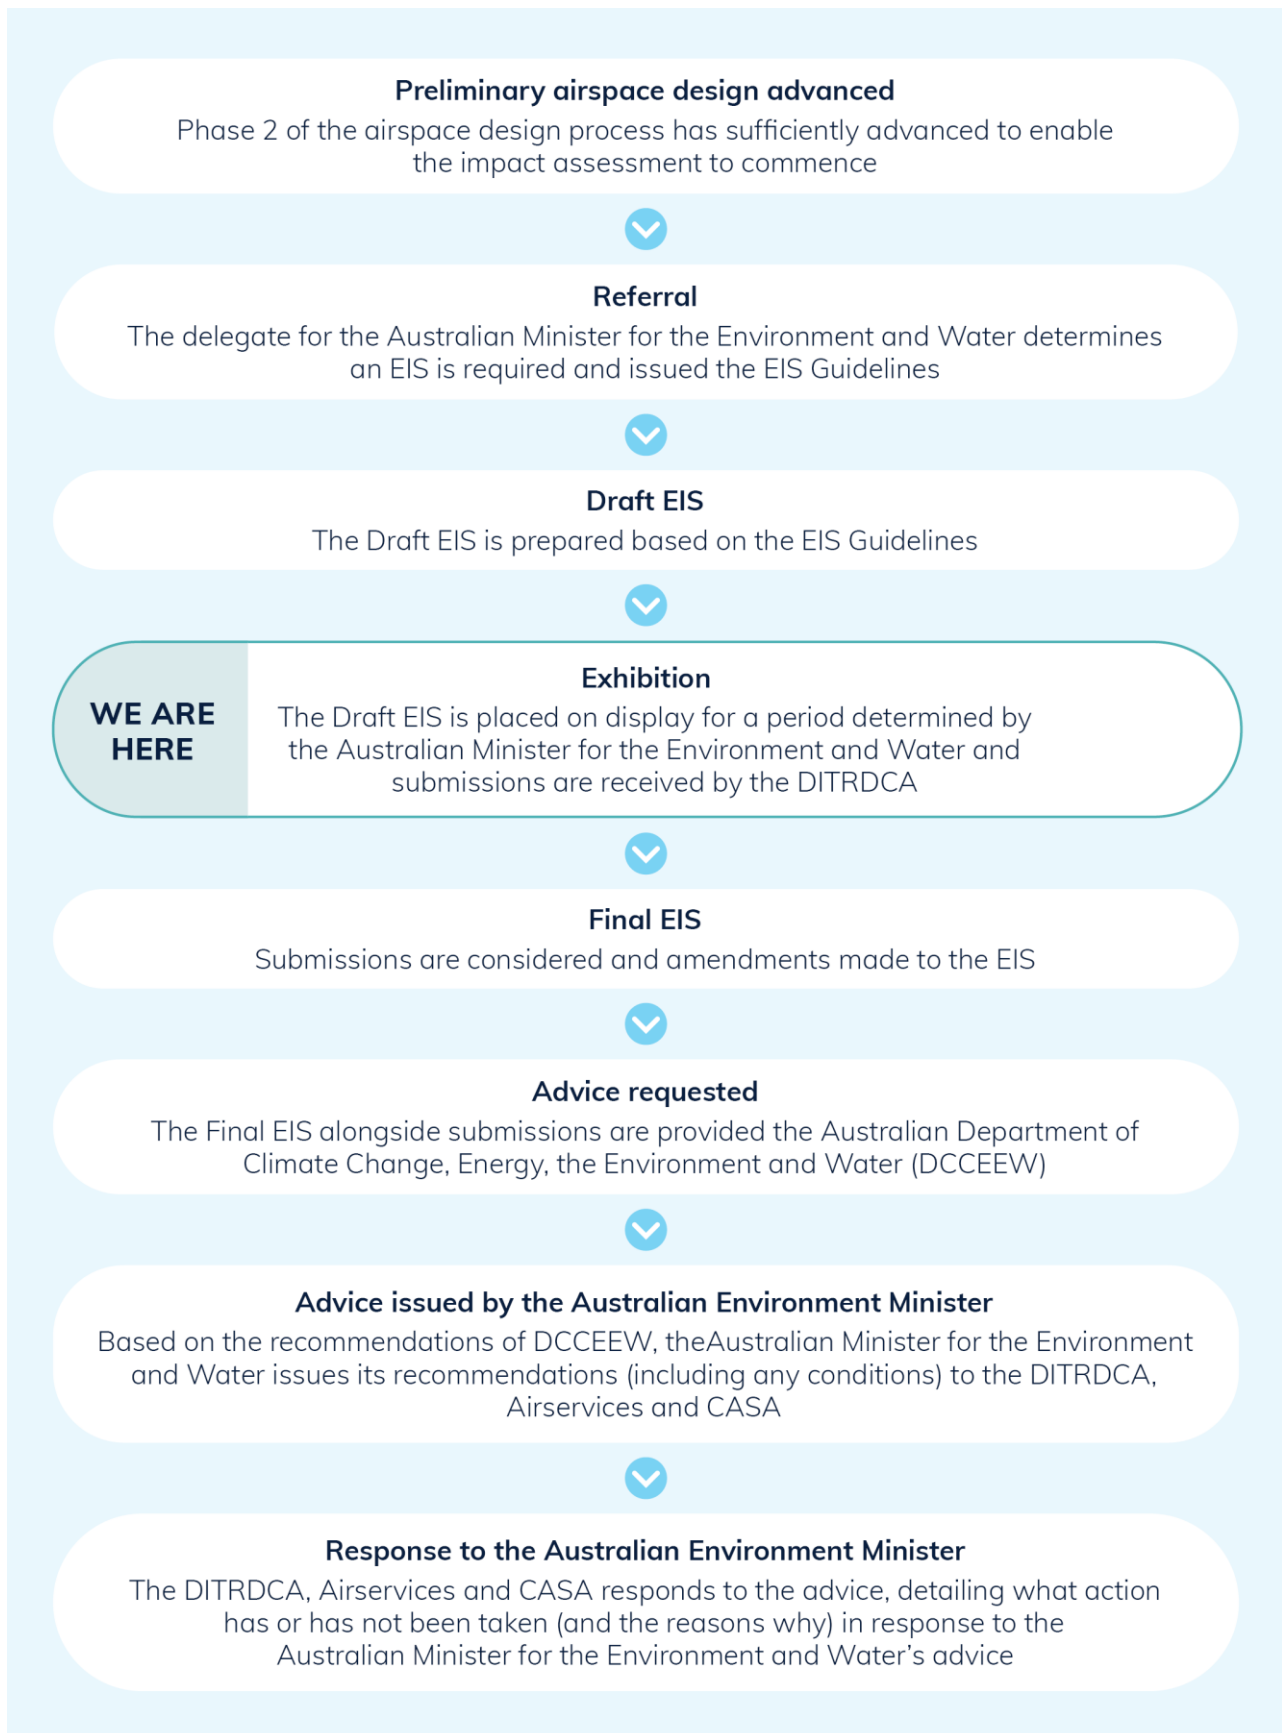 Preliminary airspace design advanced
Phase 2 of the airspace design process has sufficiently advanced to enable
the impact assessment to commence
Referral
The delegate for the Australian Minister for the Environment and Water determines
an EIS is required and issued the EIS Guidelines
Draft EIS
The Draft EIS is prepared based on the EIS Guidelines
WE ARE
HERE
Exhibition
The Draft EIS is placed on display for a period determined by
the Australian Minister for the Environment and Water and
submissions are received by the DITRDCA
Final EIS
Submissions are considered and amendments made to the EIS
Advice requested
The Final EIS alongside submissions are provided the Australian Department of
Climate Change, Energy, the Environment and Water (DCCEEW)
Advice issued by the Australian Environment Minister
Based on the recommendations of DCCEEW, theAustralian Minister for the Environment
and Water issues its recommendations (including any conditions) to the DITRDCA,
Airservices and CASA
Response to the Australian Environment Minister
The DITRDCA, Airservices and CASA responds to the advice, detailing what action
has or has not been taken (and the reasons why) in response to the
Australian Minister for the Environment and Water’s advice